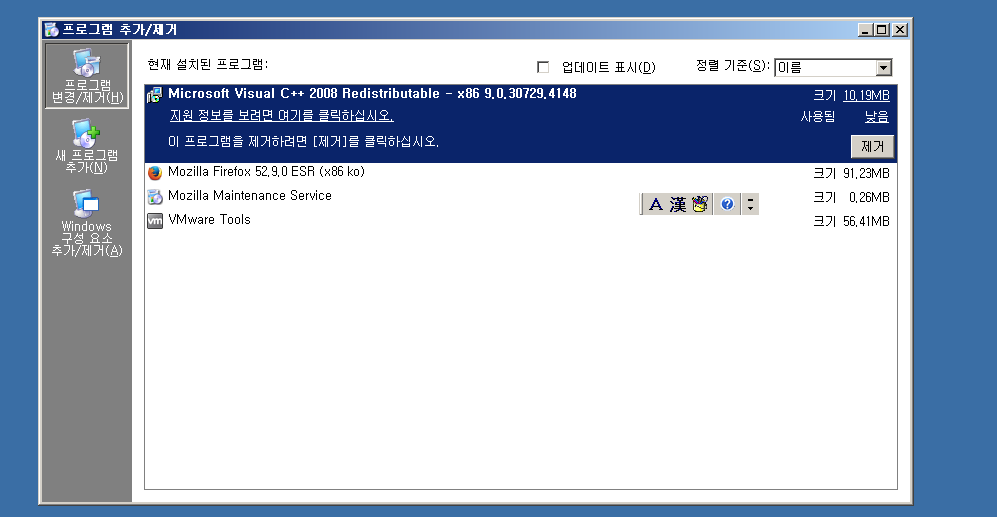 프로그램 추가/제거
프로그램
변경/제거(H)
새 프로그램
추가(N)
Windows
구성 요소
추가/제거(A)
현재 설치된 프로그램:
업데이트 표시(D)
정렬 기준(S): 이름
Microsoft Visual C++ 2008 Redistributable - x86 9.0.30729.4148
크기 10.19MB
지원 정보를 보려면 여기를 클릭하십시오.
사용됨 낮음
이 프로그램을 제거하려면 [제거]를 클릭하십시오.
제거
Mozilla Firefox 52.9.0 ESR (x86 ko)
크기 91.23MB
Mozilla Maintenance Service
크기 0.26MB
A 漢
VMware Tools
크기 56.41MB